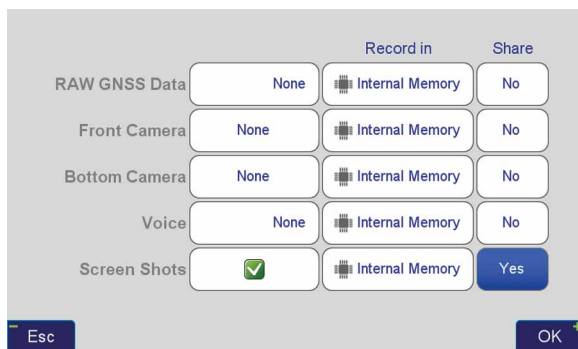 Record in Share
RAW GNSS Data None Internal Memory No
Front Camera None Internal Memory No
Bottom Camera None Internal Memory No
Voice None Internal Memory No
Screen Shots Internal Memory Yes
Esc OK